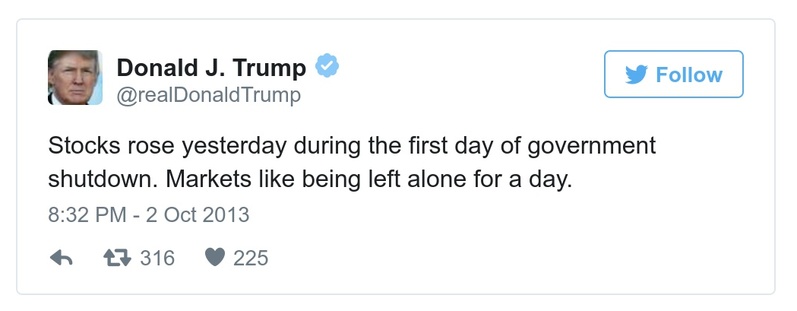 Donald J. Trump
@realDonaldTrump
Follow
Stocks rose yesterday during the first day of government
shutdown. Markets like being left alone for a day.
8:32 PM - 2 Oct 2013
316 225